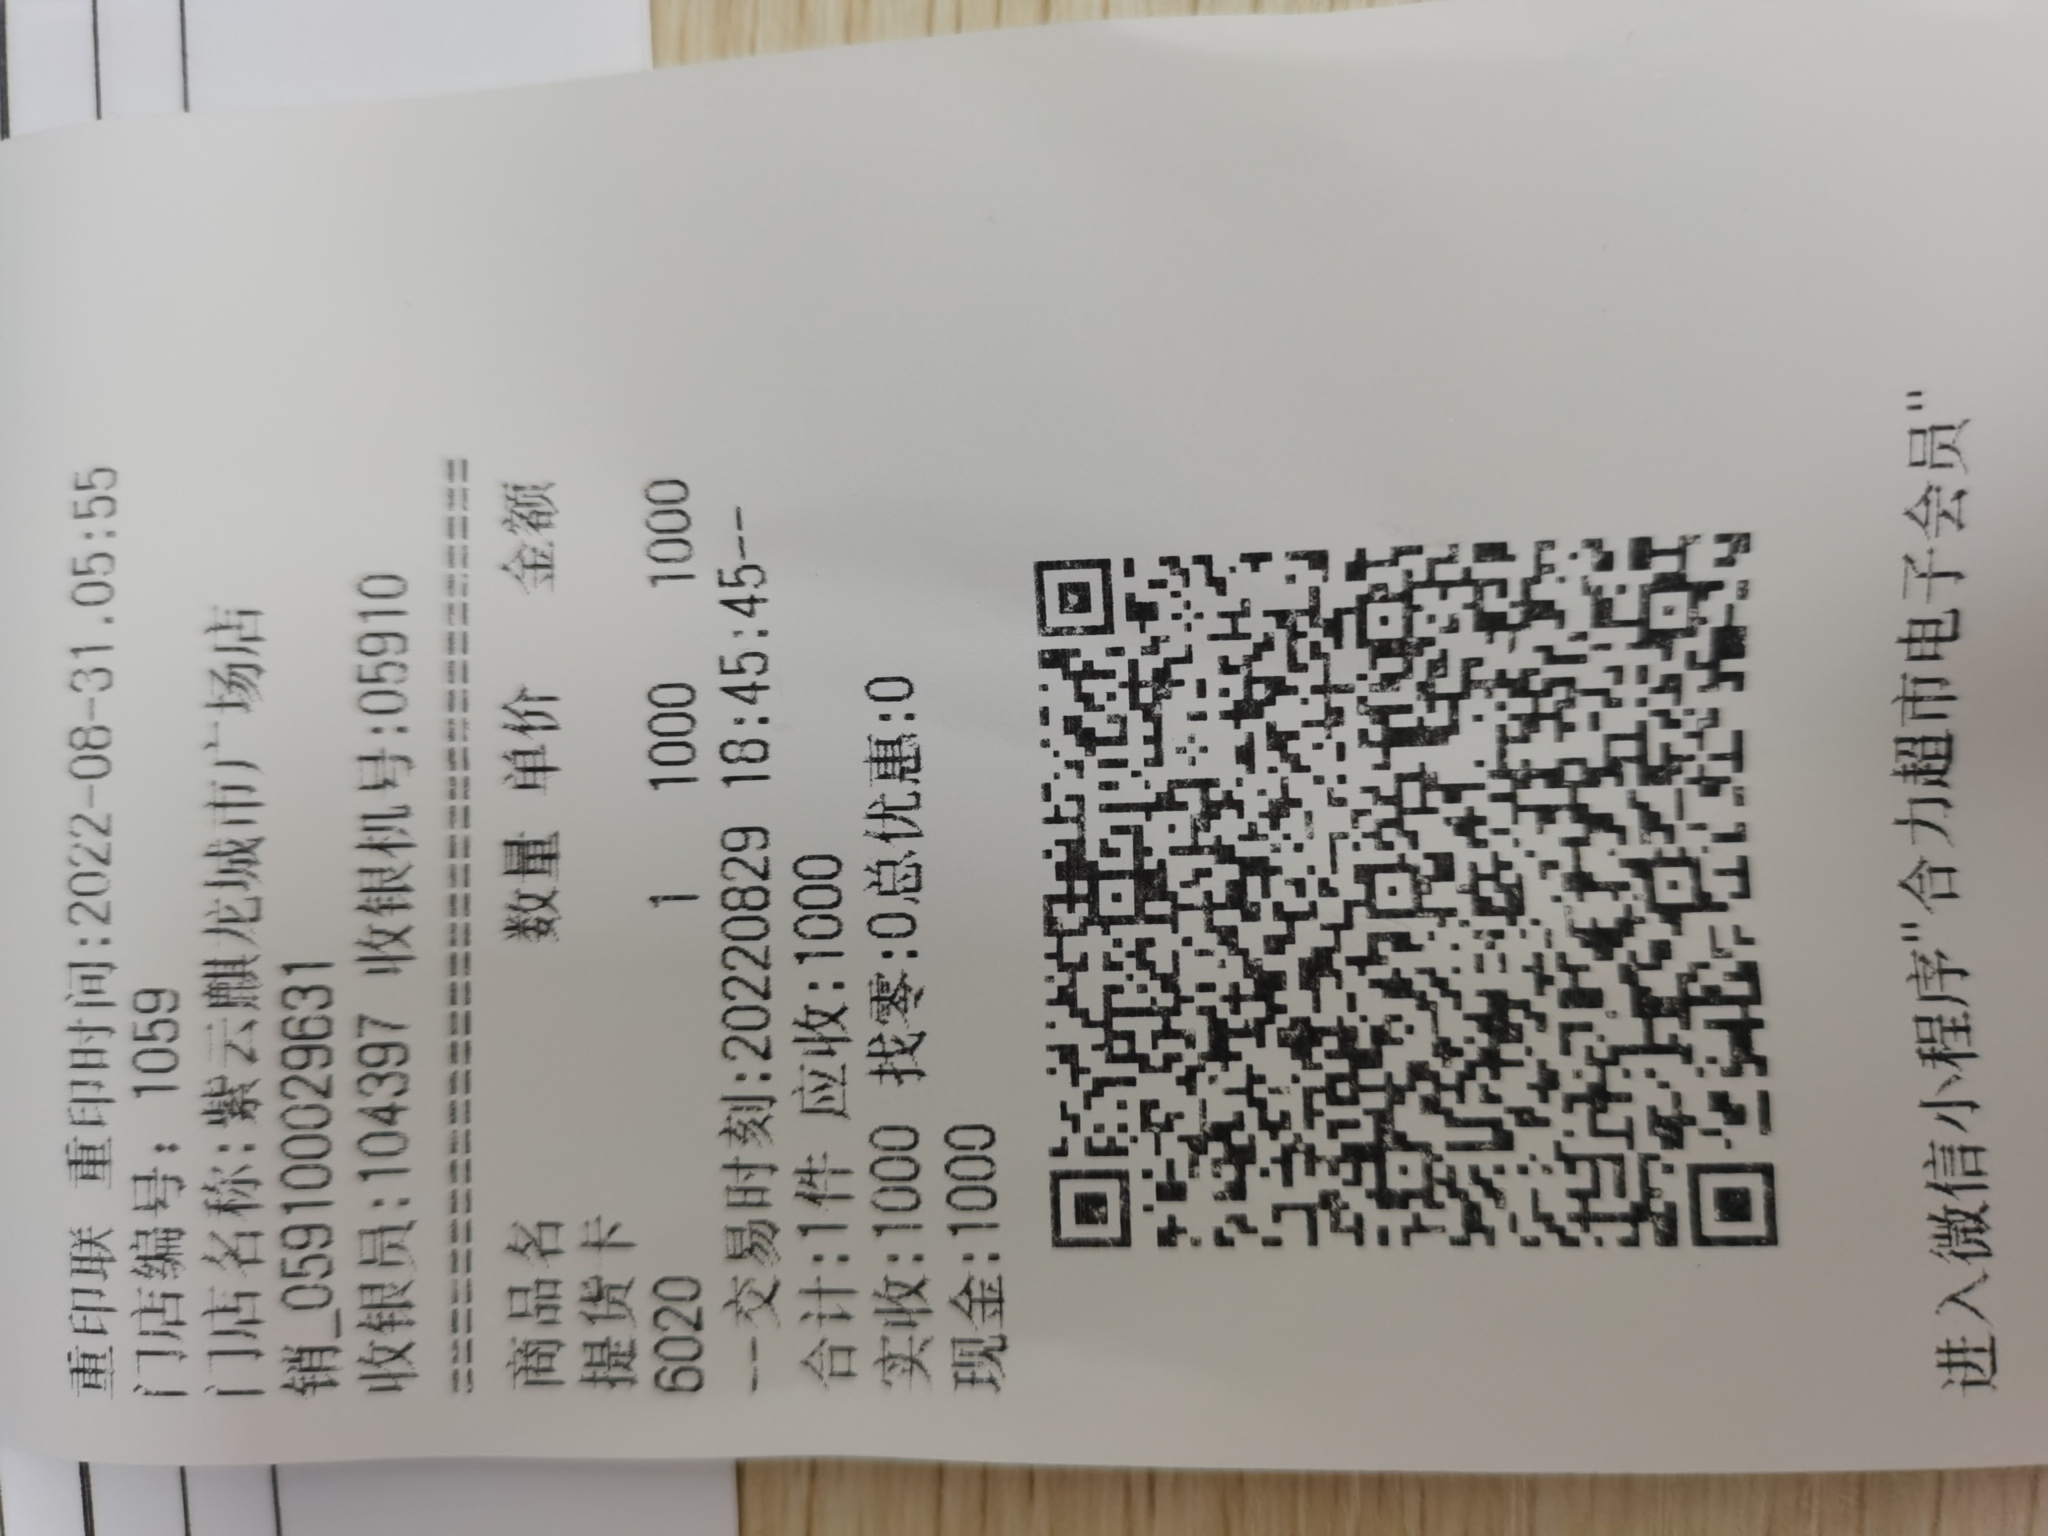 重印联 重印时间:2022-08-31.05:55
门店编号: 1059
门店名称:紫云麒龙城市广场店
销_0591000029631
收银员:104397 收银机号:05910
商品名 数量 单价 金额
提货卡
6020 1 1000 1000
--交易时刻:20220829 18:45:45--
合计:1件 应收:1000
实收:1000 找零:0总优惠:0
现金:1000
进入微信小程序"合力超市电子会员"